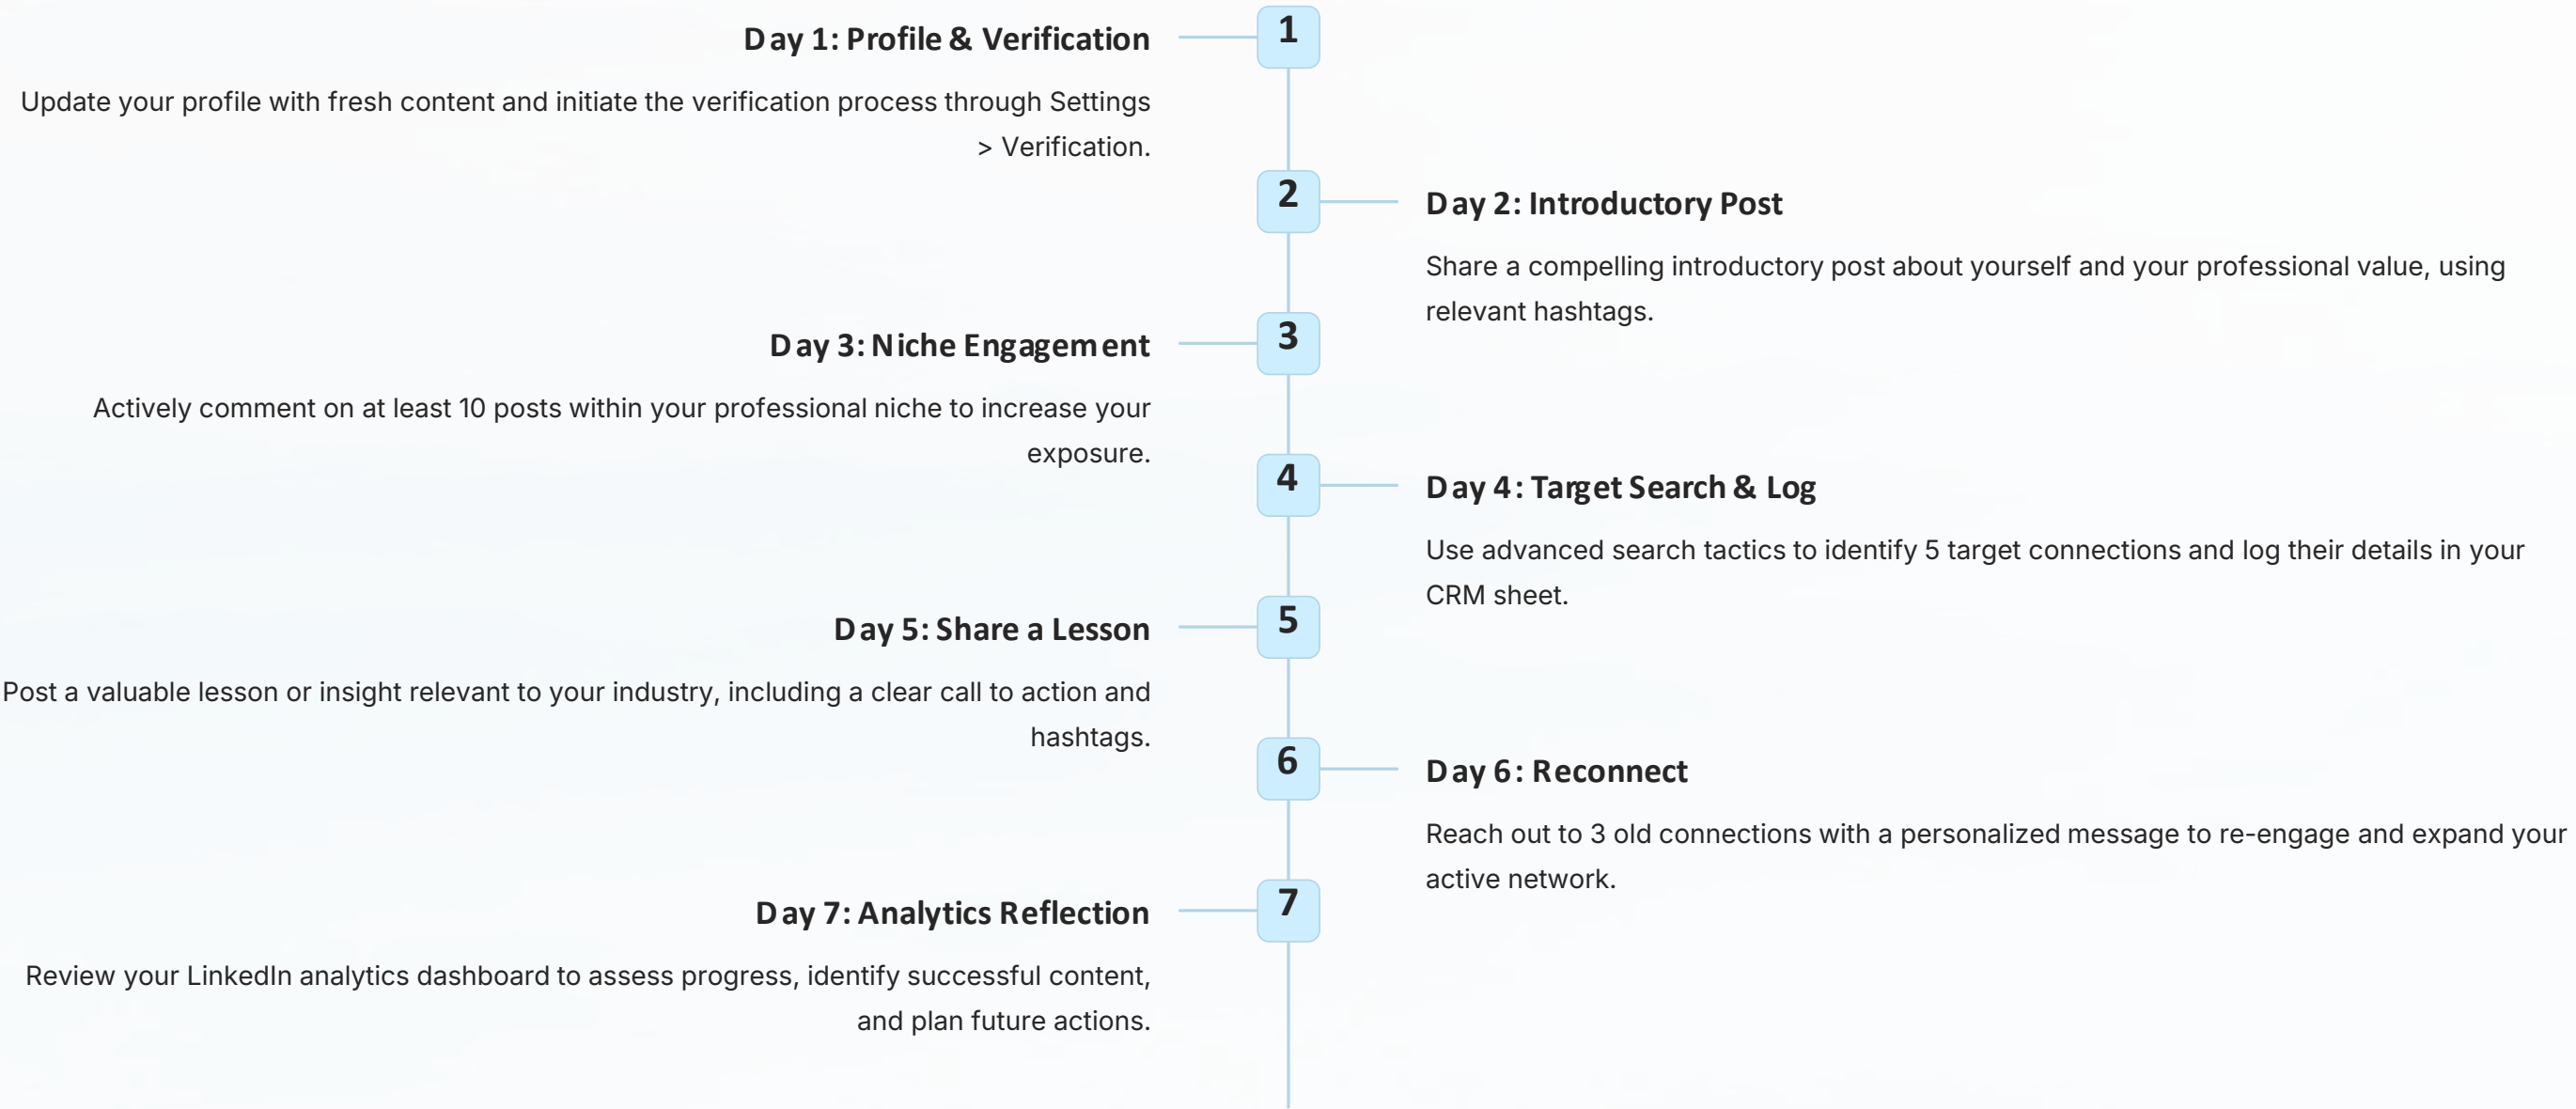 1
Day 1: Profile & Verification
Update your profile with fresh content and initiate the verification process through Settings
> Verification.
2
Day 2: Introductory Post
Share a compelling introductory post about yourself and your professional value, using
relevant hashtags.
3
Day 3: Niche Engagement
Actively comment on at least 10 posts within your professional niche to increase your
exposure.
4
Day 4: Target Search & Log
Use advanced search tactics to identify 5 target connections and log their details in your
CRM sheet.
5
Day 5: Share a Lesson
Post a valuable lesson or insight relevant to your industry, including a clear call to action and
hashtags.
6
Day 6: Reconnect
Reach out to 3 old connections with a personalized message to re-engage and expand your
active network.
7
Day 7: Analytics Reflection
Review your LinkedIn analytics dashboard to assess progress, identify successful content,
and plan future actions.